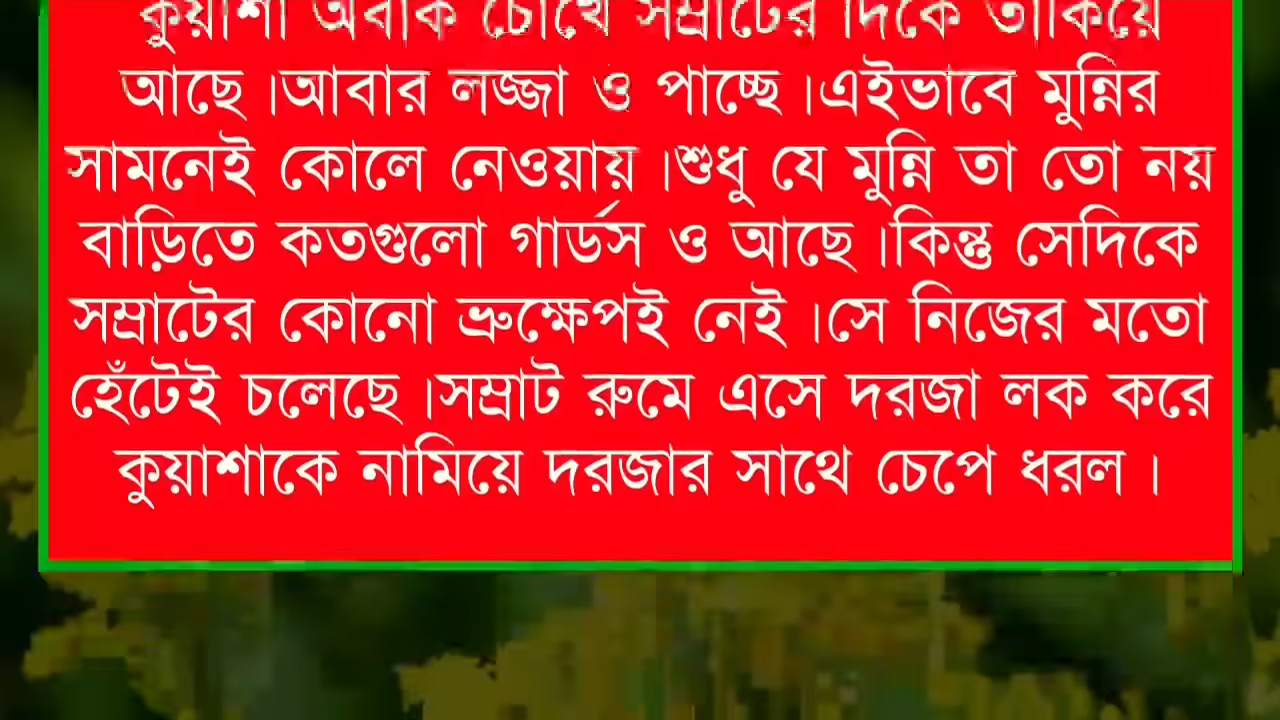 কুয়াশা অবাক চোখে সম্রাটের দিকে তাকিয়ে
আছে।আবার লজ্জা ও পাচ্ছে।এইভাবে মুন্নির
সামনেই কোলে নেওয়ায়।শুধু যে মুন্নি তা তো নয়
বাড়িতে কতগুলো গার্ডস ও আছে।কিন্তু সেদিকে
সম্রাটের কোনো ভ্রুক্ষেপই নেই।সে নিজের মতো
হেঁটেই চলেছে।সম্রাট রুমে এসে দরজা লক করে
কুয়াশাকে নামিয়ে দরজার সাথে চেপে ধরল।